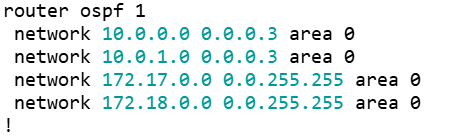 router ospf 1
network 10.0.0.0 0.0.0.3 area 0
network 10.0.1.0 0.0.0.3 area 0
network 172.17.0.0 0.0.255.255 area 0
network 172.18.0.0 0.0.255.255 area 0
!